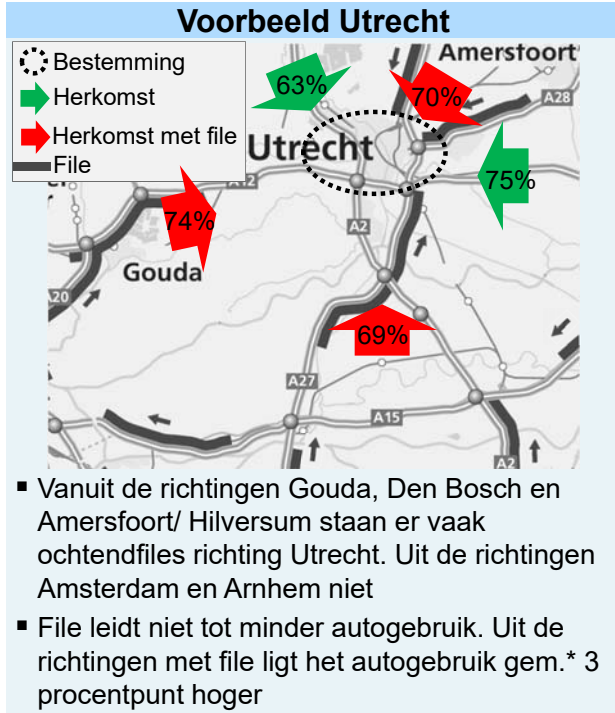 Voorbeeld Utrecht
Bestemming
Herkomst
Herkomst met file
File
63%
Amersfoort
70%
A28
Utrecht
75%
A12
74%
A2
Gouda
A20
69%
A27
A15
A2
▪ Vanuit de richtingen Gouda, Den Bosch en
Amersfoort/ Hilversum staan er vaak
ochtendfiles richting Utrecht. Uit de richtingen
Amsterdam en Arnhem niet
▪ File leidt niet tot minder autogebruik. Uit de
richtingen met file ligt het autogebruik gem.* 3
procentpunt hoger